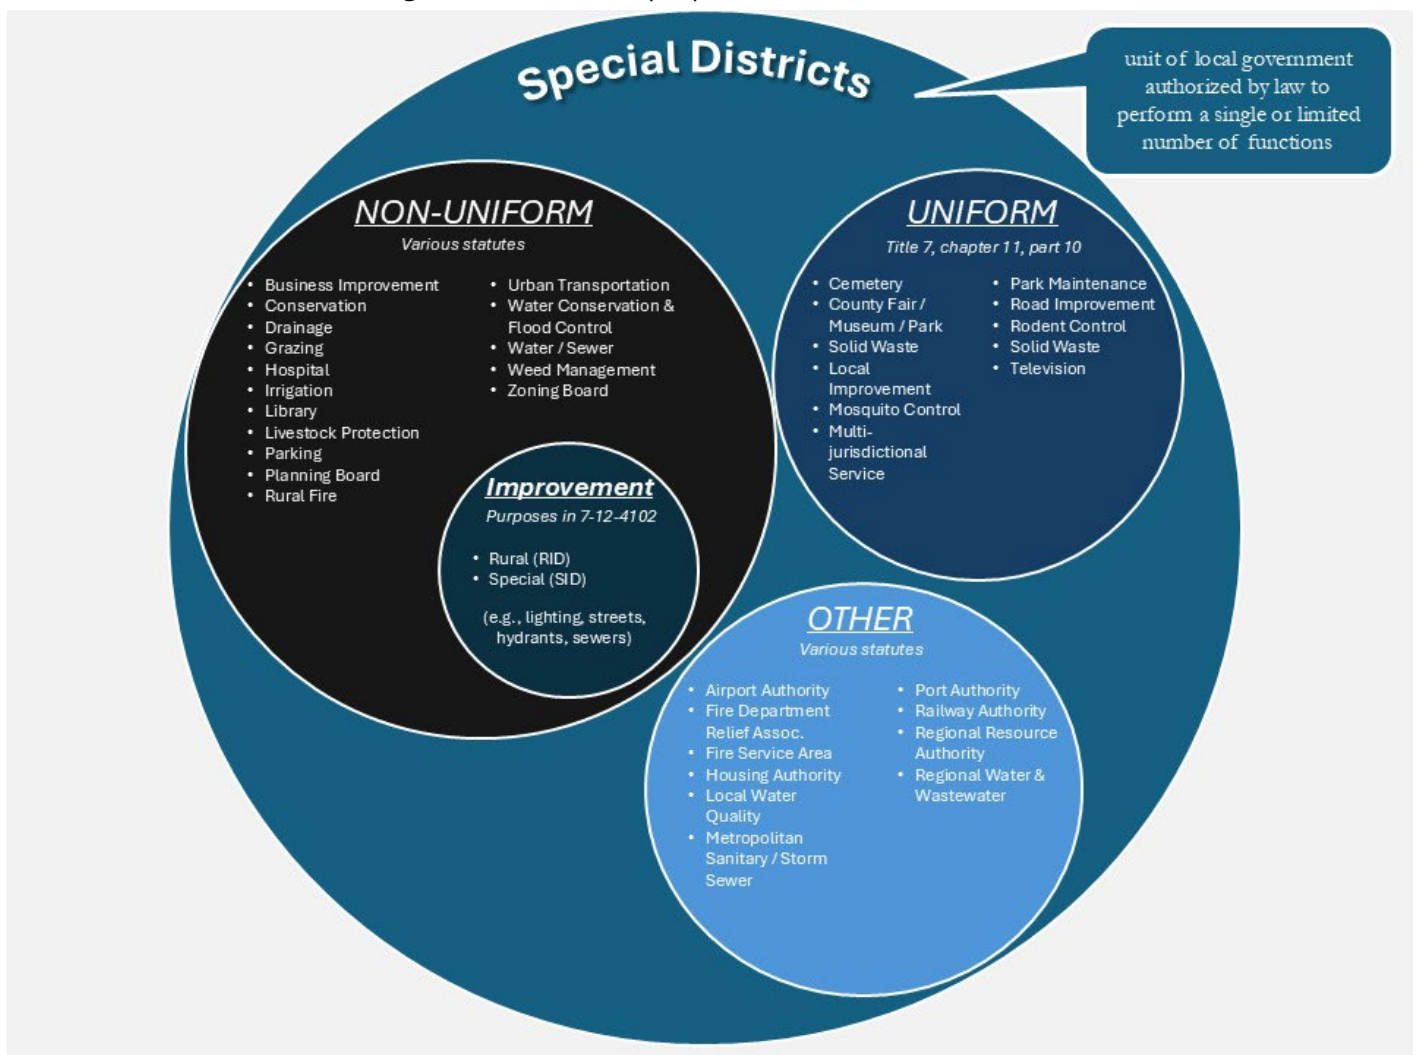 Special Districts
unit of local government
authorized by law to
perform a single or limited
number of functions
NON-UNIFORM
Various statutes
• Business Improvement
• Conservation
• Drainage
• Grazing
• Hospital
• Irrigation
• Library
• Livestock Protection
• Parking
• Planning Board
• Rural Fire
• Urban Transportation
• Water Conservation &
Flood Control
• Water / Sewer
• Weed Management
• Zoning Board
Improvement
Purposes in 7-12-4102
• Rural (RID)
• Special (SID)
(e.g., lighting, streets,
hydrants, sewers)
UNIFORM
Title 7, chapter 11, part 10
• Cemetery
• County Fair /
Museum / Park
• Solid Waste
• Local
Improvement
• Mosquito Control
• Multi-
jurisdictional
Service
• Park Maintenance
• Road Improvement
• Rodent Control
• Solid Waste
• Television
OTHER
Various statutes
• Airport Authority
• Fire Department
Relief Assoc.
• Fire Service Area
• Housing Authority
• Local Water
Quality
• Metropolitan
Sanitary / Storm
Sewer
• Port Authority
• Railway Authority
• Regional Resource
Authority
• Regional Water &
Wastewater